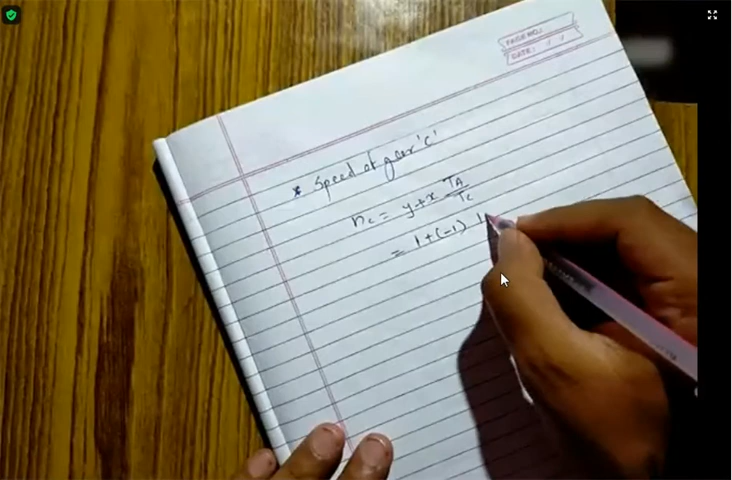 PAGE NO.:
DATE: / /
* Speed of gear 'C'
nc = y + x TA/TC
= 1 + (-1) 1